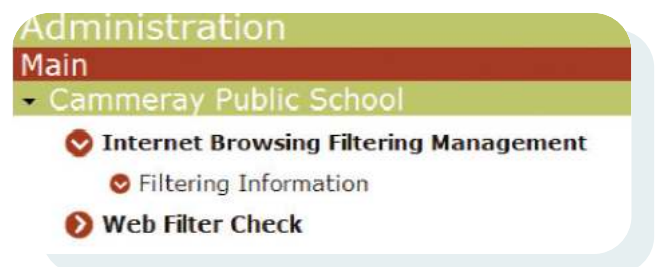 Administration
Main
Cammeray Public School
Internet Browsing Filtering Management
Filtering Information
Web Filter Check